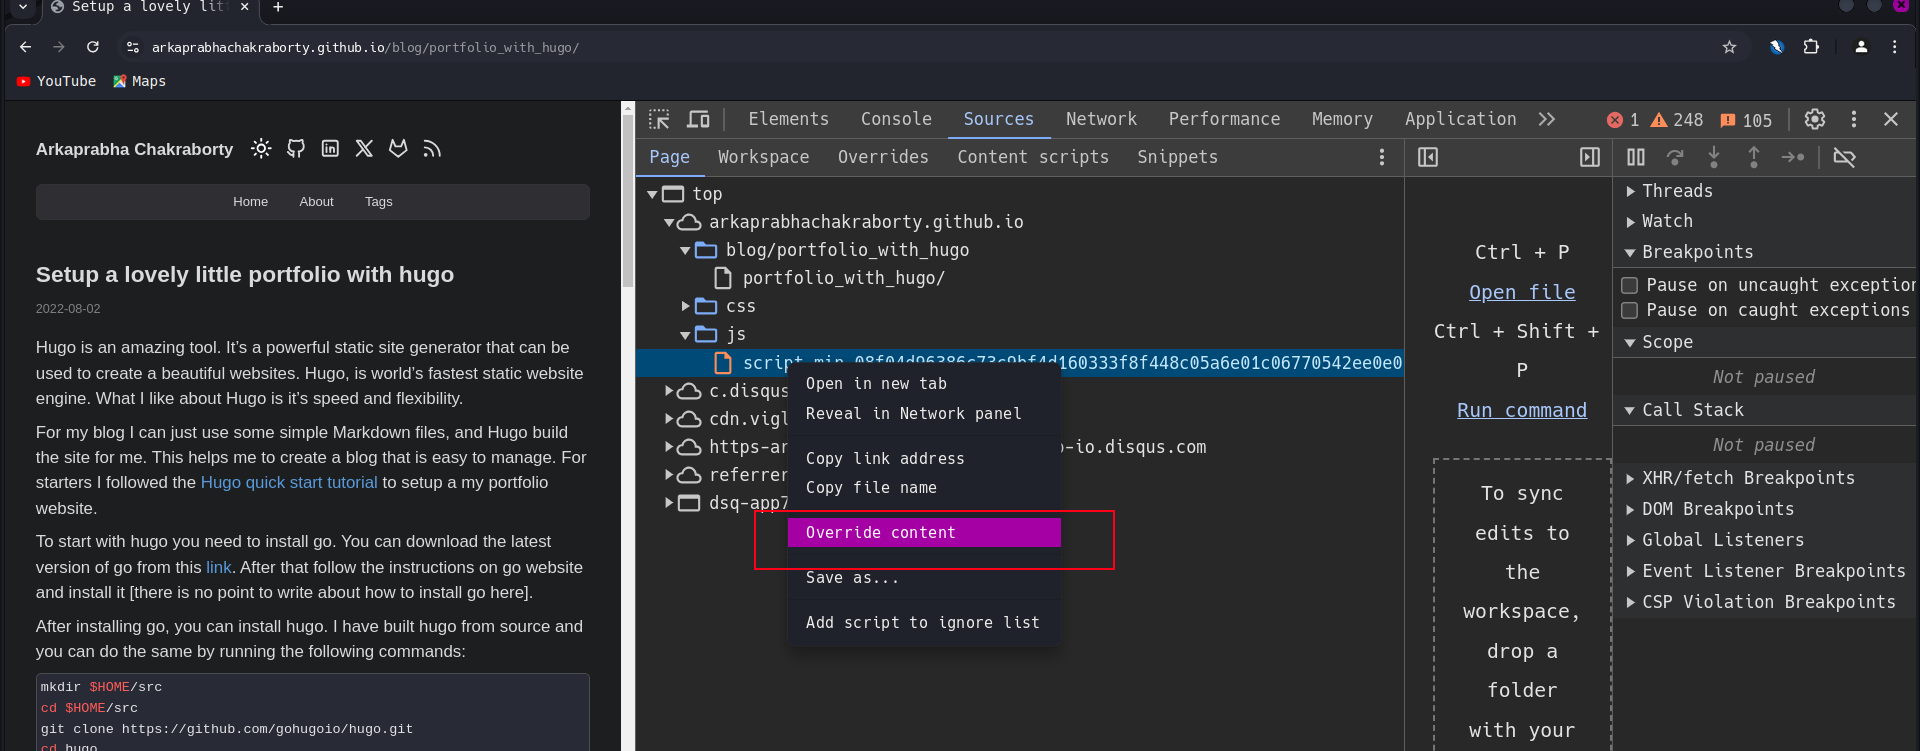 Setup a lovely lit
arkaprabhachakraborty.github.io/blog/portfolio_with_hugo/
YouTube Maps
Arkaprabha Chakraborty
Home About Tags
Setup a lovely little portfolio with hugo
2022-08-02
Hugo is an amazing tool. It’s a powerful static site generator that can be
used to create a beautiful websites. Hugo, is world’s fastest static website
engine. What I like about Hugo is it’s speed and flexibility.
For my blog I can just use some simple Markdown files, and Hugo build
the site for me. This helps me to create a blog that is easy to manage. For
starters I followed the Hugo quick start tutorial to setup a my portfolio
website.
To start with hugo you need to install go. You can download the latest
version of go from this link. After that follow the instructions on go website
and install it [there is no point to write about how to install go here].
After installing go, you can install hugo. I have built hugo from source and
you can do the same by running the following commands:
mkdir $HOME/src
cd $HOME/src
git clone https://github.com/gohugoio/hugo.git
cd hugo
Elements Console Sources Network Performance Memory Application 1 248 105
Page Workspace Overrides Content scripts Snippets
top
arkaprabhachakraborty.github.io
blog/portfolio_with_hugo
portfolio_with_hugo/
css
js
script.min.08f04d96386c73c9bf4d160333f8f448c05a6e01c06770542ee0e0
c.disqus
cdn.vigl
https-ar
o-io.disqus.com
referrer
dsq-app7
Open in new tab
Reveal in Network panel
Copy link address
Copy file name
Override content
Save as...
Add script to ignore list
Ctrl + P
Open file
Ctrl + Shift +
P
Run command
To sync
edits to
the
workspace,
drop a
folder
with your
Threads
Watch
Breakpoints
Pause on uncaught exception
Pause on caught exceptions
Scope
Not paused
Call Stack
Not paused
XHR/fetch Breakpoints
DOM Breakpoints
Global Listeners
Event Listener Breakpoints
CSP Violation Breakpoints